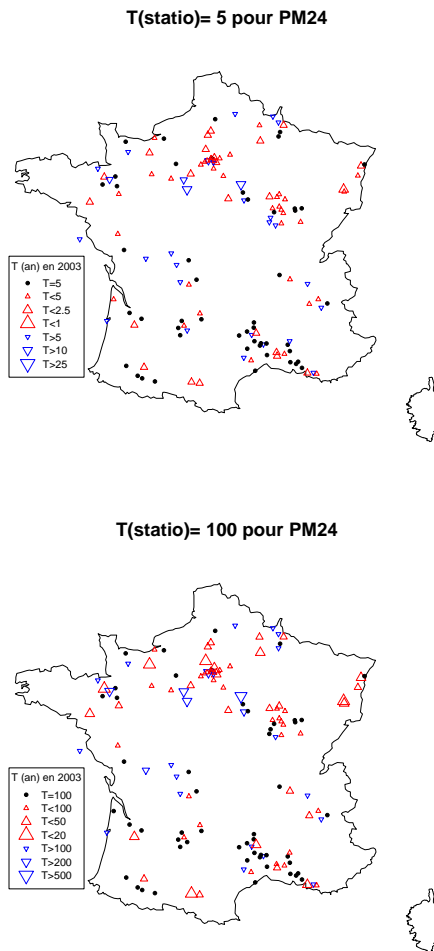 T(statio)= 5 pour PM24
T (an) en 2003
T=5
T<5
T<2.5
T<1
T>5
T>10
T>25
T(statio)= 100 pour PM24
T (an) en 2003
T=100
T<100
T<50
T<20
T>100
T>200
T>500